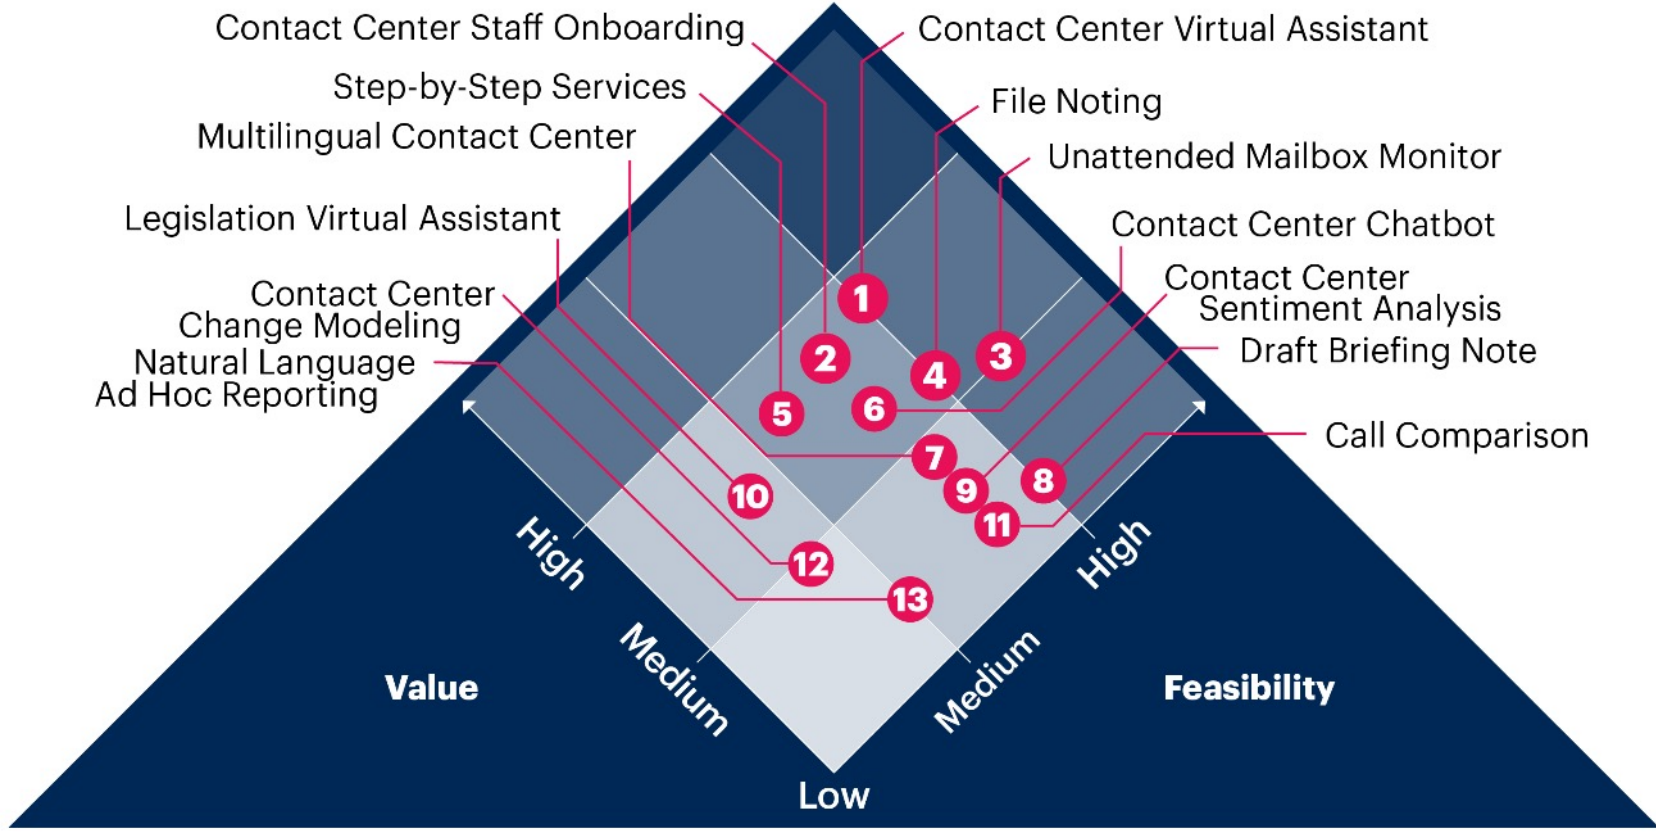 Contact Center Staff Onboarding
Contact Center Virtual Assistant
Step-by-Step Services
File Noting
Multilingual Contact Center
Unattended Mailbox Monitor
Legislation Virtual Assistant
Contact Center Chatbot
Contact Center
Change Modeling
Contact Center
Sentiment Analysis
Natural Language
Ad Hoc Reporting
Draft Briefing Note
Call Comparison
1
2
3
4
5
6
7
8
9
10
11
12
13
High
Medium
Low
Medium
High
Value
Feasibility